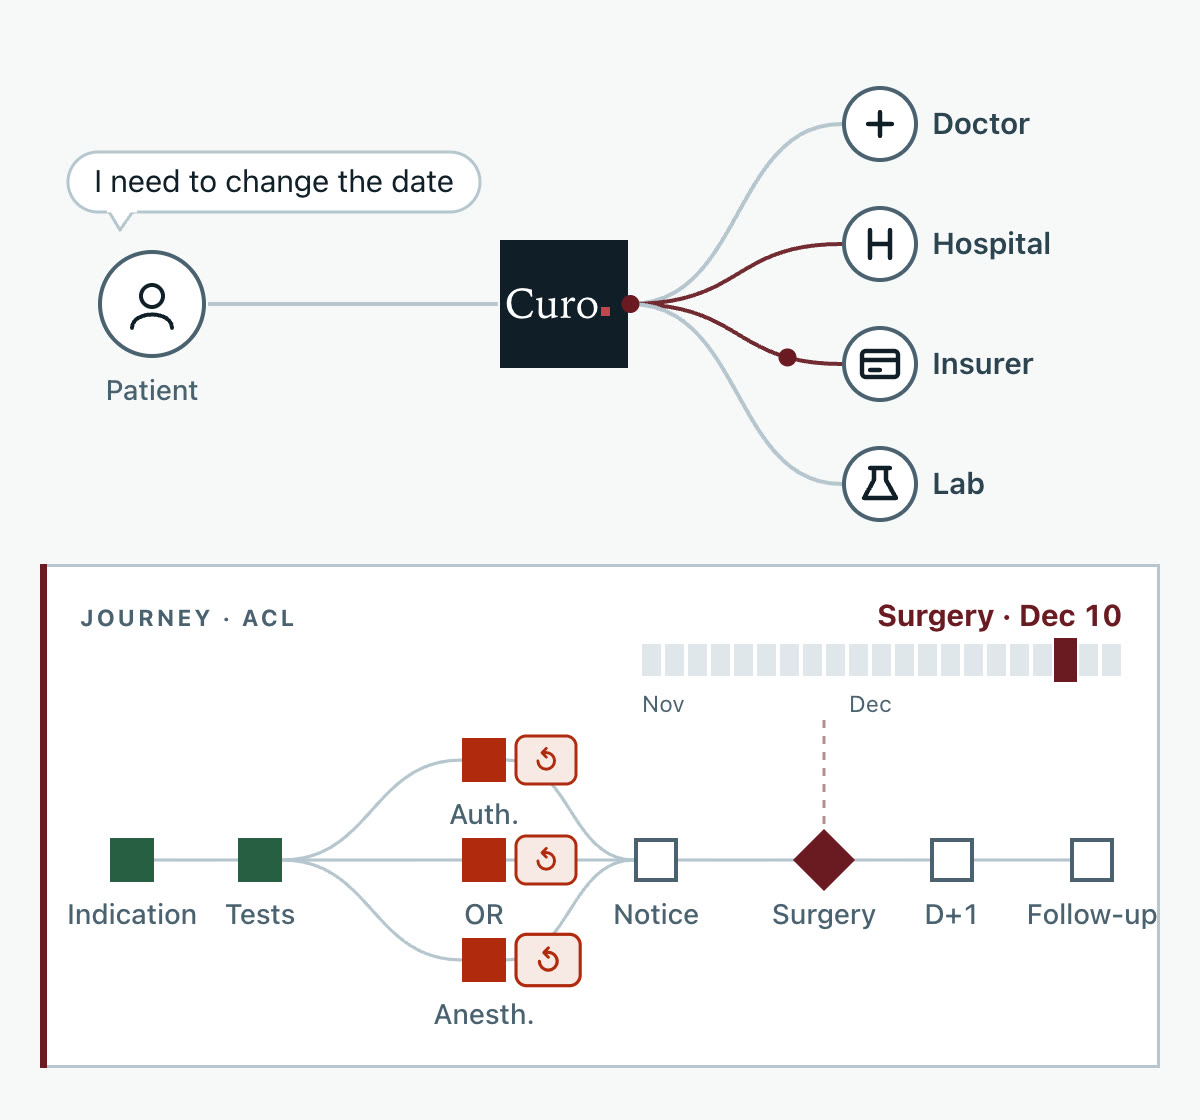 Doctor
I need to change the date
Hospital
Curo.
Insurer
Patient
Lab
JOURNEY · ACL
Surgery · Dec 10
Nov
Dec
Auth.
Indication
Tests
OR
Notice
Surgery
D+1
Follow-up
Anesth.